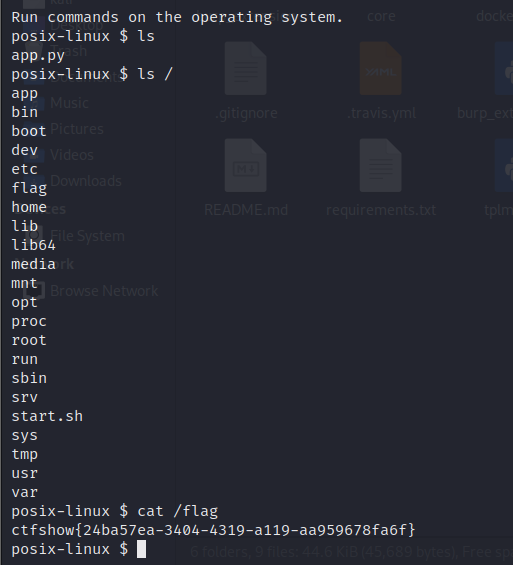 Run commands on the operating system.
posix-linux $ ls
app.py
posix-linux $ ls /
app
bin
boot
dev
etc
flag
home
lib
lib64
media
mnt
opt
proc
root
run
sbin
srv
start.sh
sys
tmp
usr
var
posix-linux $ cat /flag
ctfshow{24ba57ea-3404-4319-a119-aa959678fa6f}
posix-linux $
core
docke
Trash
Music
Pictures
Videos
Downloads
File System
Browse Network
.gitignore
.travis.yml
burp_ext
README.md
requirements.txt
tplm
6 folders, 9 files: 44.6 KiB (45,689 bytes), Free spa